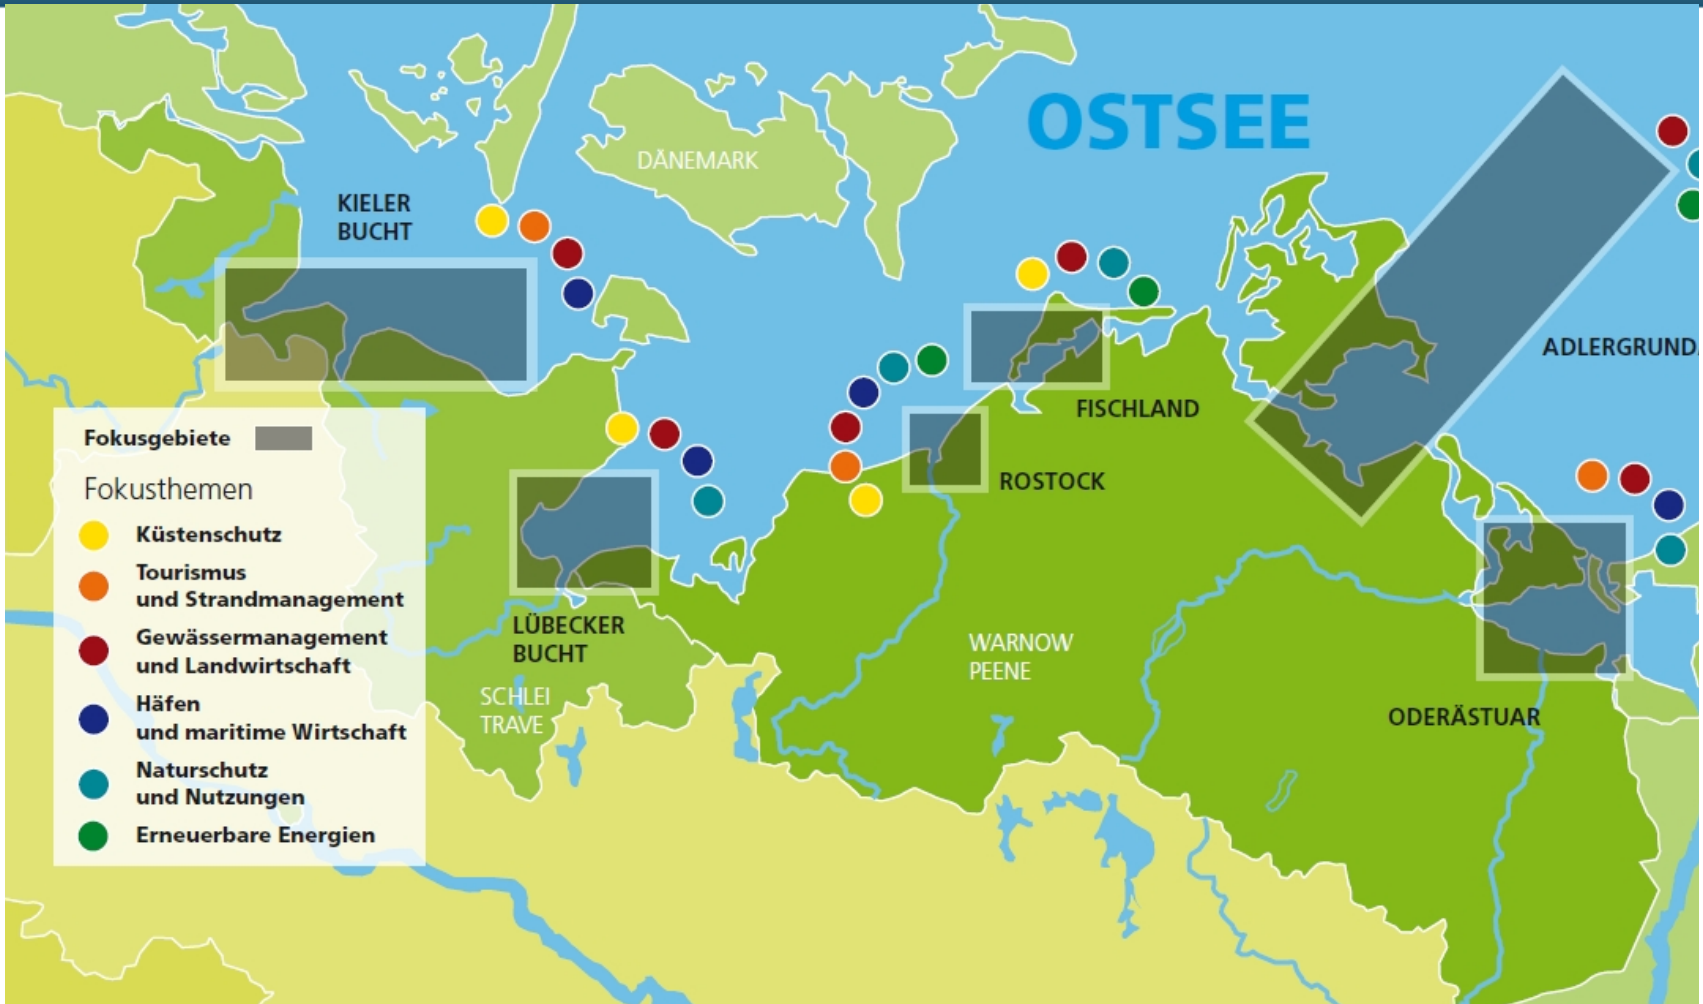 OSTSEE
DÄNEMARK
KIELER
BUCHT
ADLERGRUND
FISCHLAND
ROSTOCK
LÜBECKER
BUCHT
WARNOW
PEENE
SCHLEI
TRAVE
ODERÄSTUAR
Fokusgebiete
Fokusthemen
Küstenschutz
Tourismus
und Strandmanagement
Gewässermanagement
und Landwirtschaft
Häfen
und maritime Wirtschaft
Naturschutz
und Nutzungen
Erneuerbare Energien